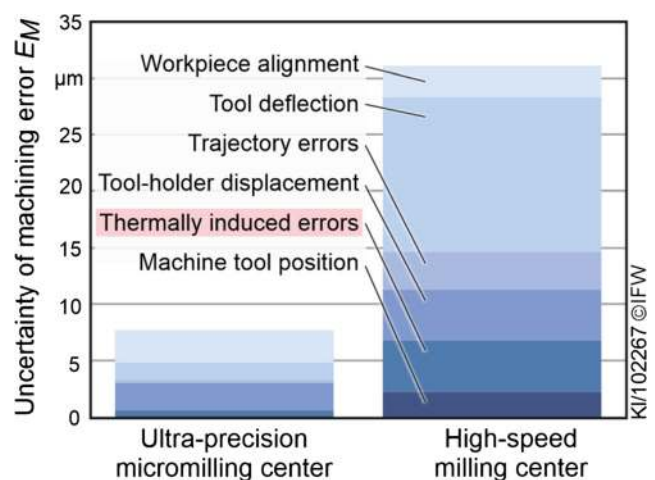 Uncertainty of machining error E_M
35
µm
25
20
15
10
5
0
Workpiece alignment
Tool deflection
Trajectory errors
Tool-holder displacement
Thermally induced errors
Machine tool position
Ultra-precision
micromilling center
High-speed
milling center
KI/102267 ©IFW